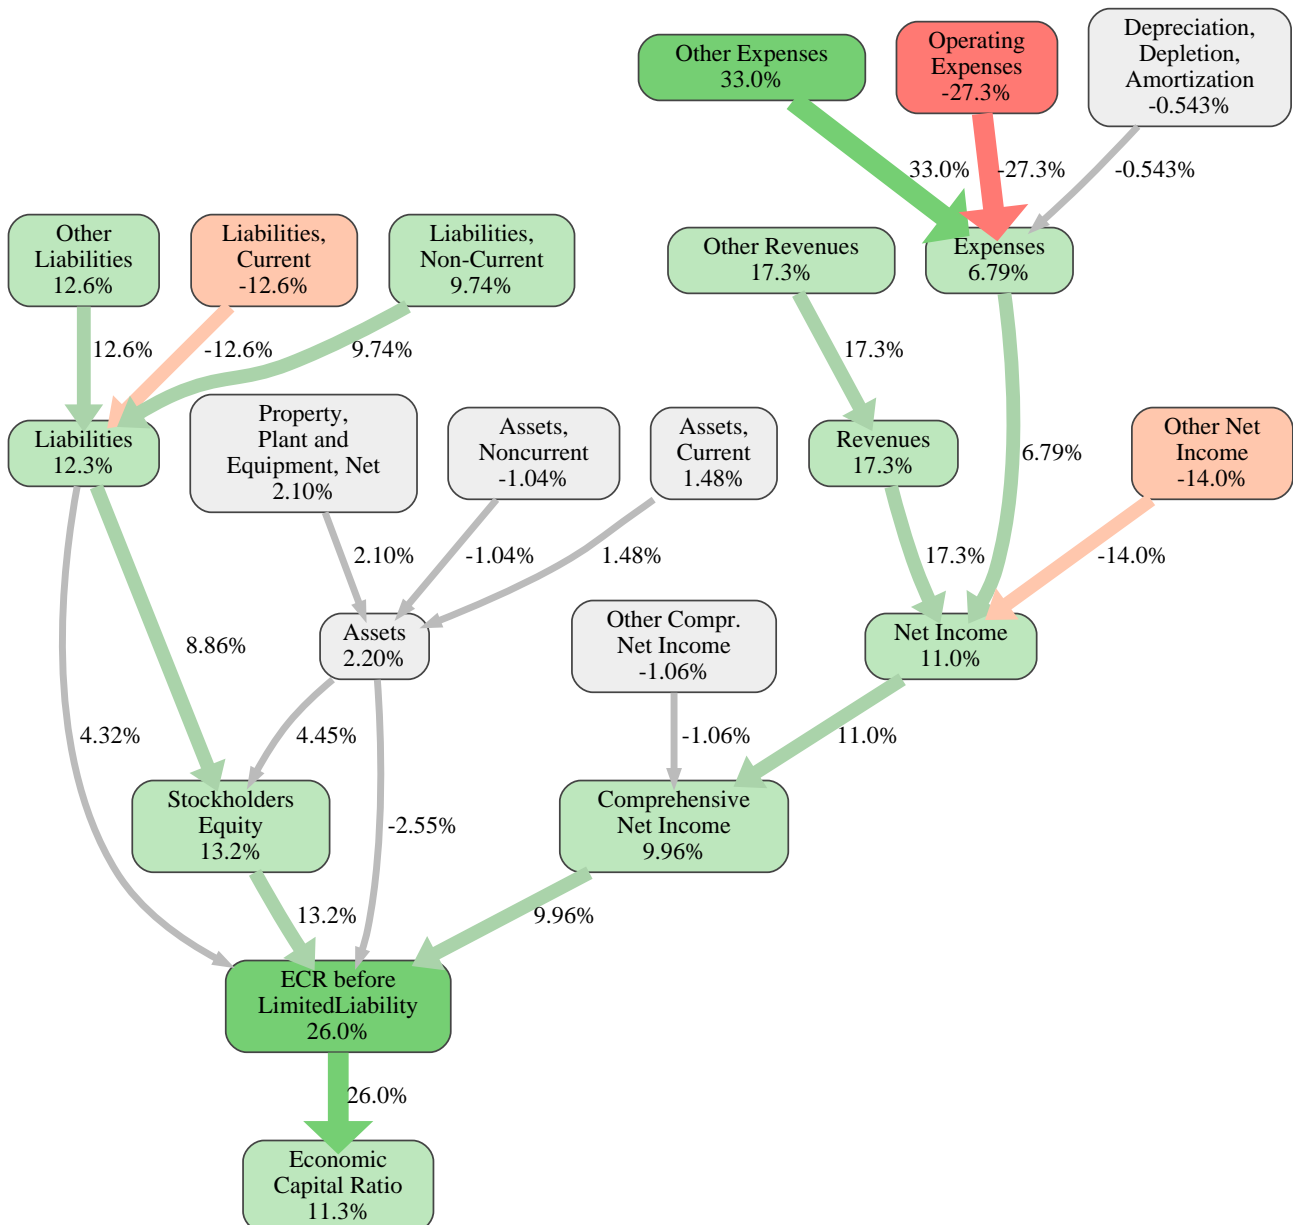 Other Expenses
33.0%
Operating
Expenses
-27.3%
Depreciation,
Depletion,
Amortization
-0.543%
33.0%
-27.3%
-0.543%
Other
Liabilities
12.6%
Liabilities,
Current
-12.6%
Liabilities,
Non-Current
9.74%
Other Revenues
17.3%
Expenses
6.79%
12.6%
-12.6%
9.74%
17.3%
Liabilities
12.3%
Property,
Plant and
Equipment, Net
2.10%
Assets,
Noncurrent
-1.04%
Assets,
Current
1.48%
Revenues
17.3%
6.79%
Other Net
Income
-14.0%
2.10%
-1.04%
1.48%
17.3%
-14.0%
8.86%
Assets
2.20%
Other Compr.
Net Income
-1.06%
Net Income
11.0%
4.32%
4.45%
-1.06%
11.0%
Stockholders
Equity
13.2%
-2.55%
Comprehensive
Net Income
9.96%
13.2%
9.96%
ECR before
LimitedLiability
26.0%
26.0%
Economic
Capital Ratio
11.3%